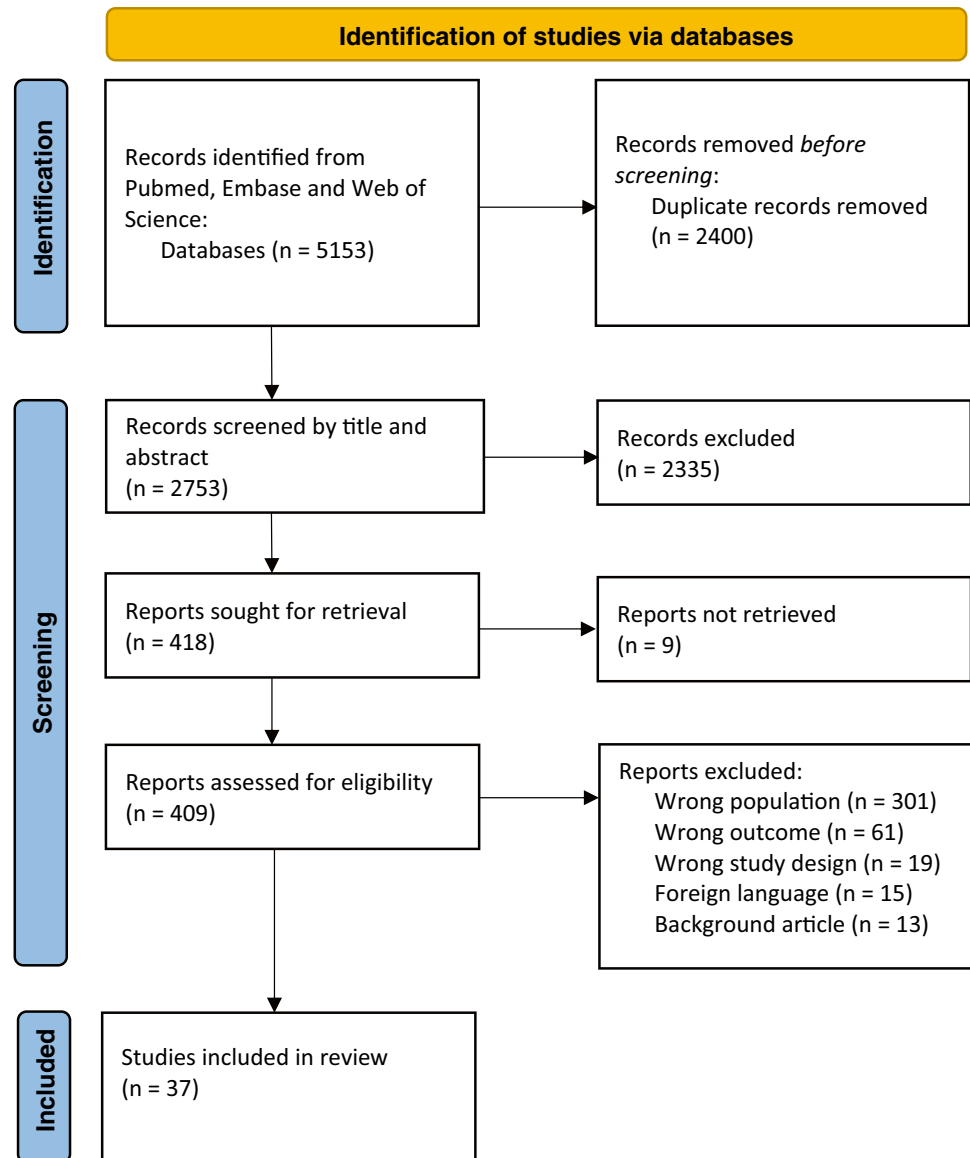 Identification of studies via databases
Identification
Records identified from
Pubmed, Embase and Web of
Science:
Databases (n = 5153)
Records removed before
screening:
Duplicate records removed
(n = 2400)
Screening
Records screened by title and
abstract
(n = 2753)
Records excluded
(n = 2335)
Reports sought for retrieval
(n = 418)
Reports not retrieved
(n = 9)
Reports assessed for eligibility
(n = 409)
Reports excluded:
Wrong population (n = 301)
Wrong outcome (n = 61)
Wrong study design (n = 19)
Foreign language (n = 15)
Background article (n = 13)
Included
Studies included in review
(n = 37)